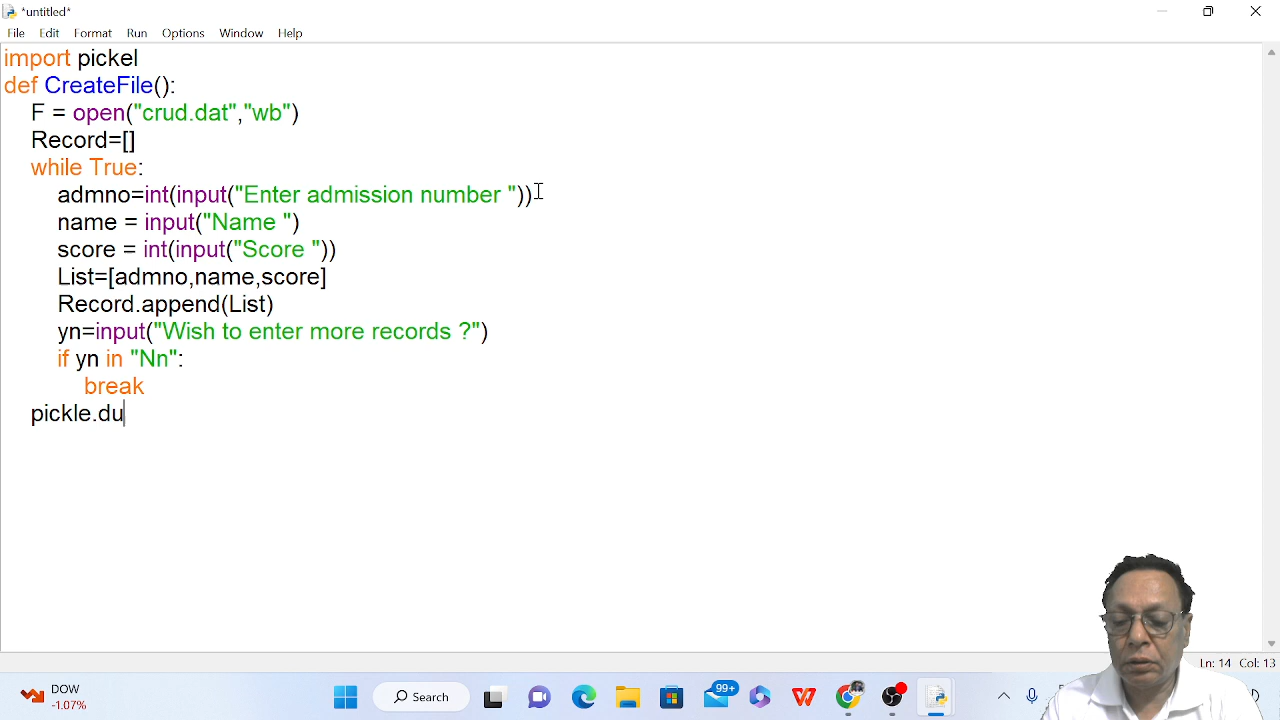 *untitled*
File Edit Format Run Options Window Help
import pickel
def CreateFile():
    F = open("crud.dat","wb")
    Record=[]
    while True:
        admno=int(input("Enter admission number "))
        name = input("Name ")
        score = int(input("Score "))
        List=[admno,name,score]
        Record.append(List)
        yn=input("Wish to enter more records ?")
        if yn in "Nn":
            break
    pickle.du
Ln: 14 Col: 13
DOW
-1.07%
Search
99+